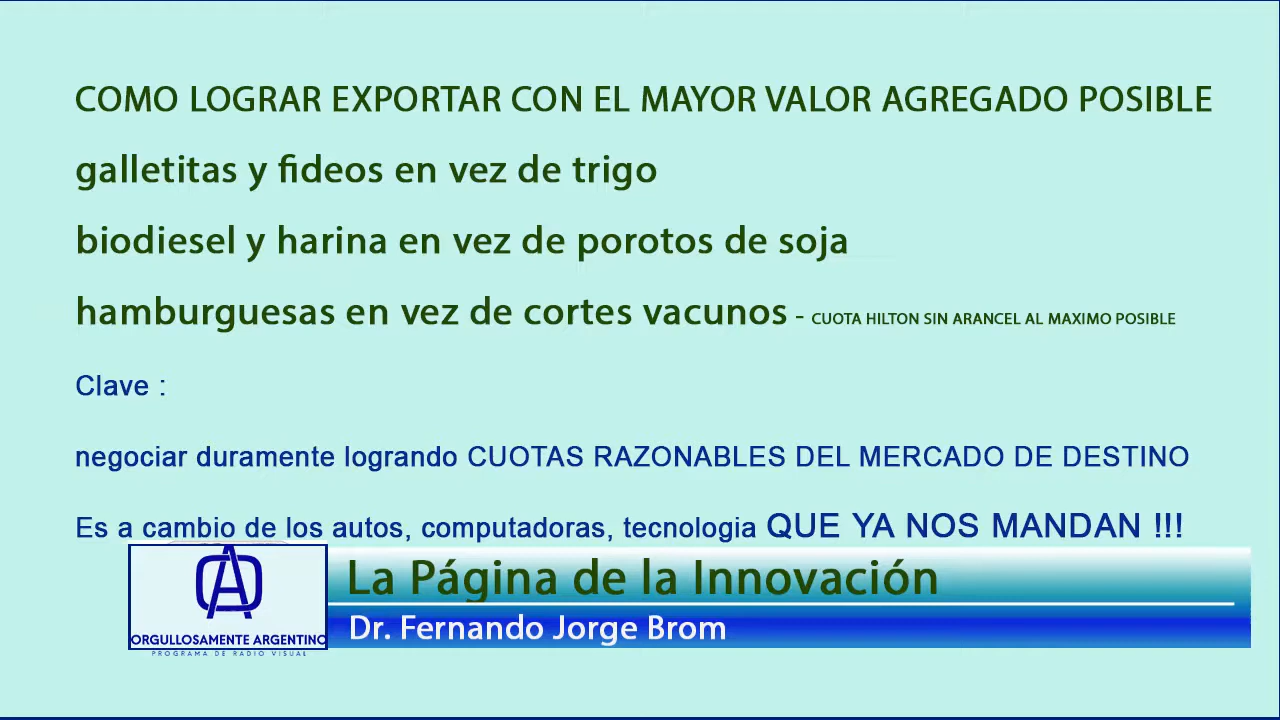 COMO LOGRAR EXPORTAR CON EL MAYOR VALOR AGREGADO POSIBLE
galletitas y fideos en vez de trigo
biodiesel y harina en vez de porotos de soja
hamburguesas en vez de cortes vacunos - CUOTA HILTON SIN ARANCEL AL MAXIMO POSIBLE
Clave :
negociar duramente logrando CUOTAS RAZONABLES DEL MERCADO DE DESTINO
Es a cambio de los autos, computadoras, tecnologia QUE YA NOS MANDAN !!!
La Página de la Innovación
Dr. Fernando Jorge Brom
OA
ORGULLOSAMENTE ARGENTINO
PROGRAMA DE RADIO VISUAL